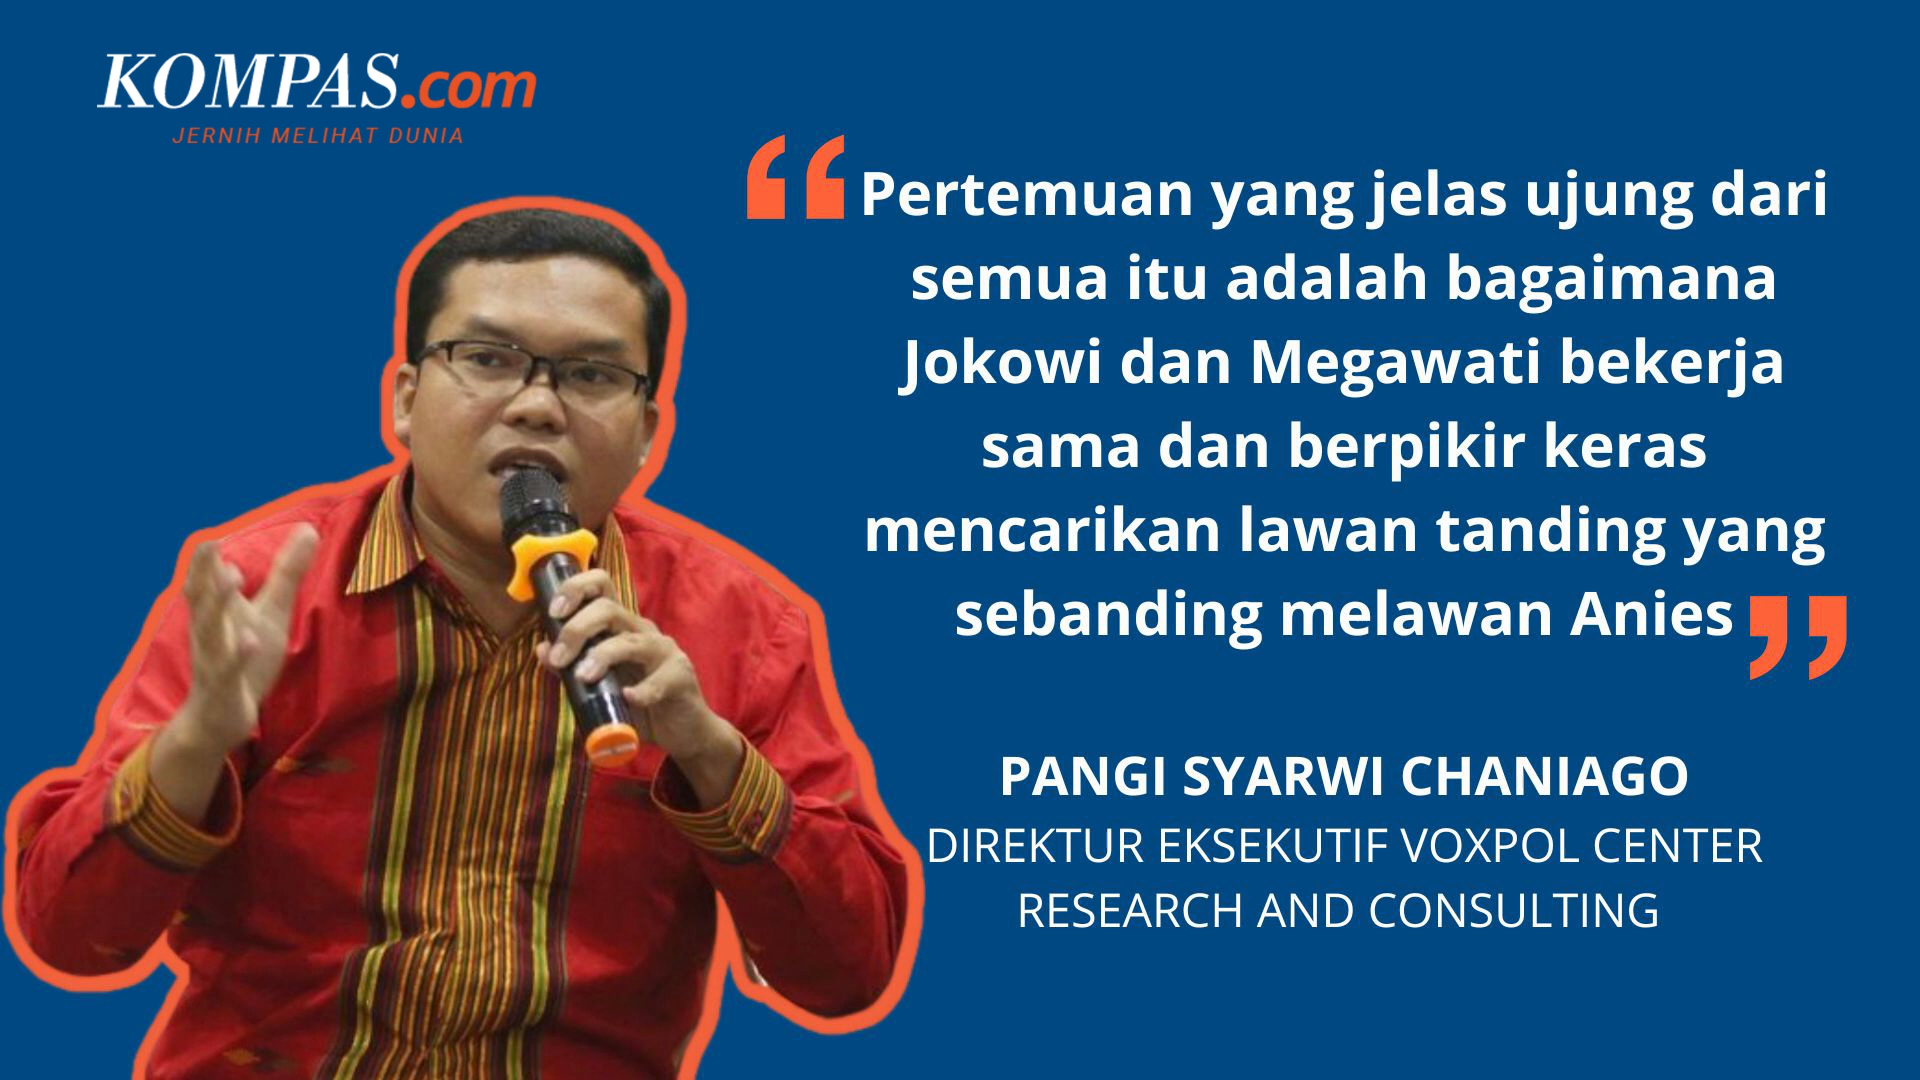 KOMPAS.com
JERNIH MELIHAT DUNIA
“Pertemuan yang jelas ujung dari
semua itu adalah bagaimana
Jokowi dan Megawati bekerja
sama dan berpikir keras
mencarikan lawan tanding yang
sebanding melawan Anies”
PANGI SYARWI CHANIAGO
DIREKTUR EKSEKUTIF VOXPOL CENTER
RESEARCH AND CONSULTING